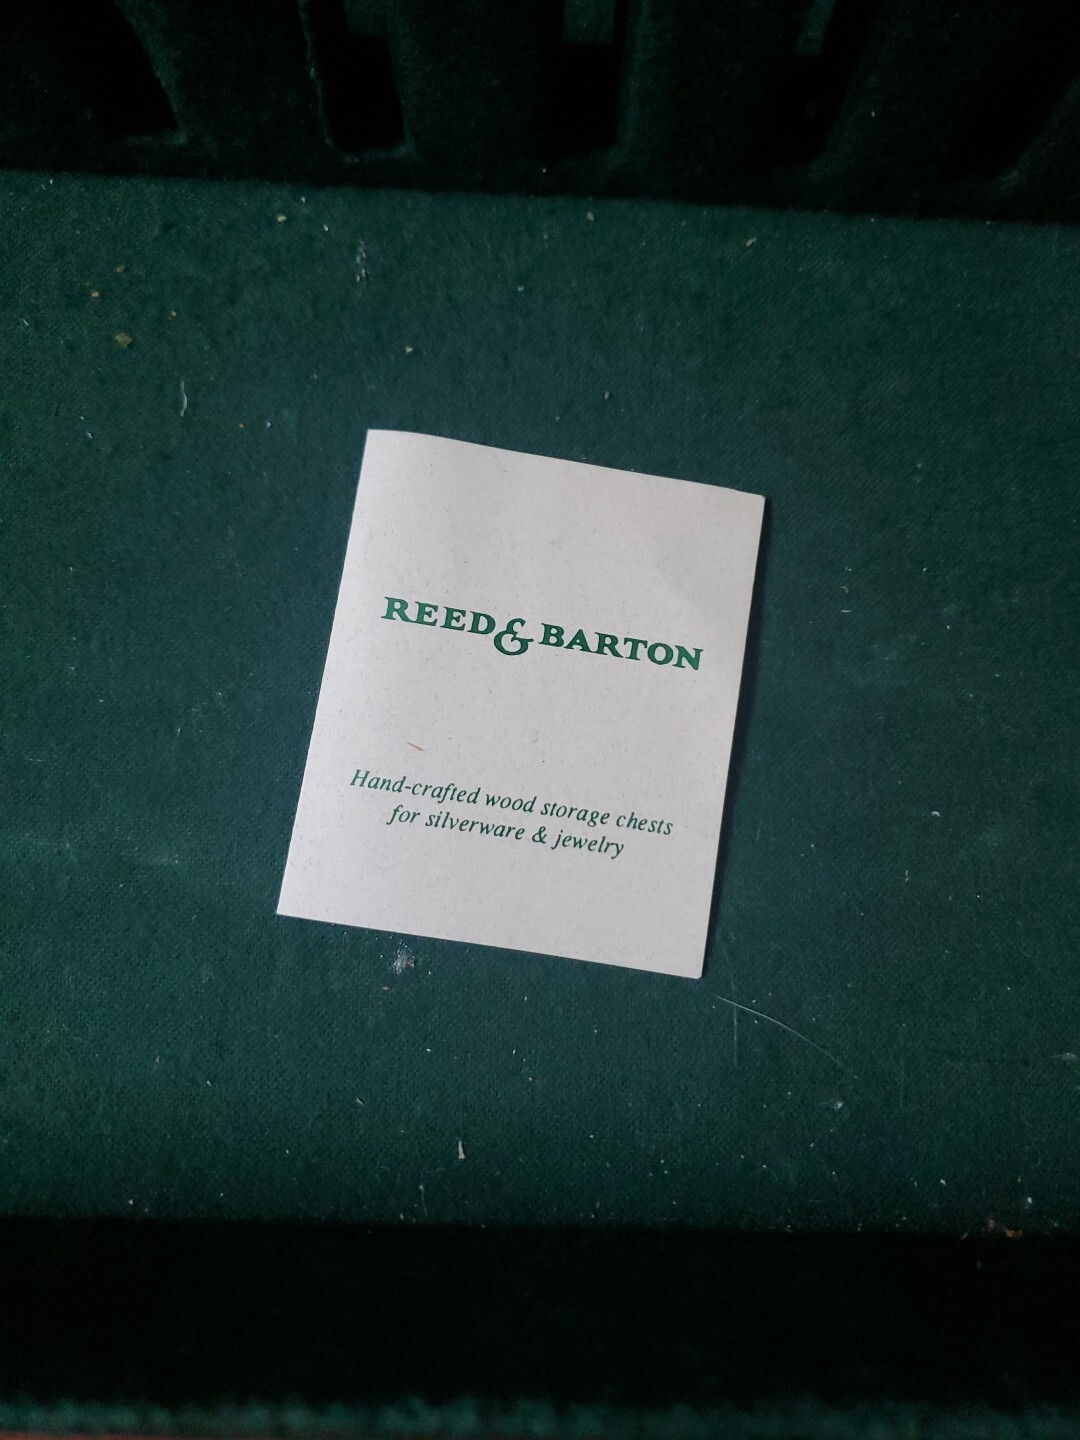 REED & BARTON
Hand-crafted wood storage chests
for silverware & jewelry